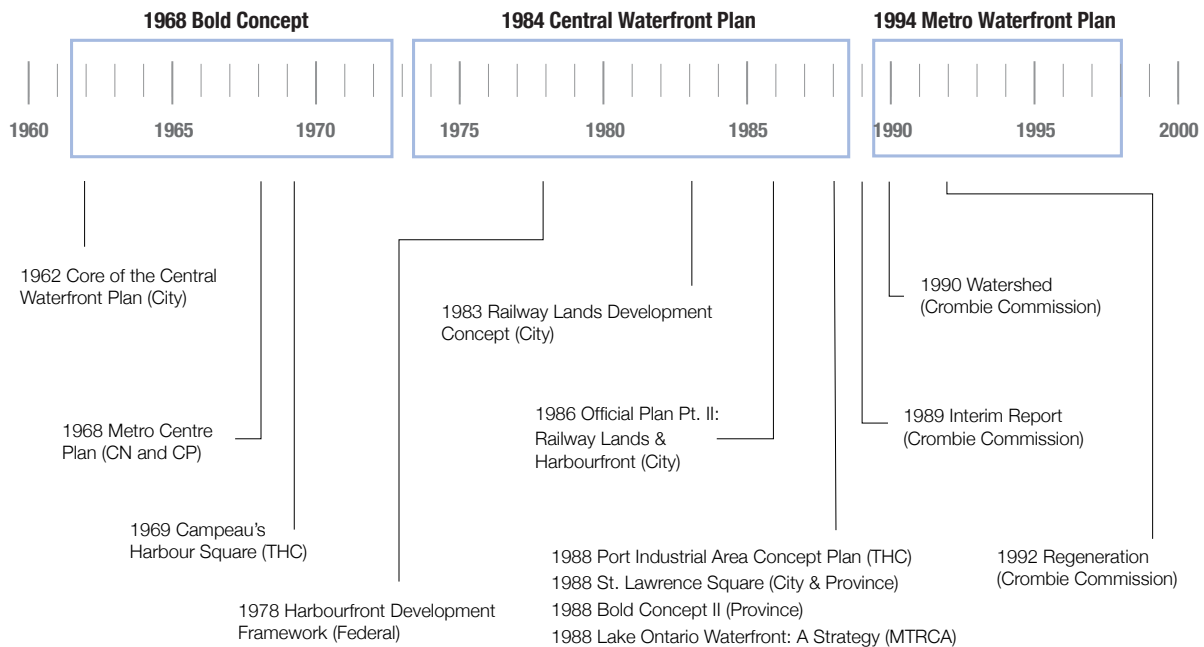 1968 Bold Concept
1984 Central Waterfront Plan
1994 Metro Waterfront Plan
1960
1965
1970
1975
1980
1985
1990
1995
2000
1962 Core of the Central
Waterfront Plan (City)
1968 Metro Centre
Plan (CN and CP)
1969 Campeau's
Harbour Square (THC)
1978 Harbourfront Development
Framework (Federal)
1983 Railway Lands Development
Concept (City)
1986 Official Plan Pt. II:
Railway Lands &
Harbourfront (City)
1988 Port Industrial Area Concept Plan (THC)
1988 St. Lawrence Square (City & Province)
1988 Bold Concept II (Province)
1988 Lake Ontario Waterfront: A Strategy (MTRCA)
1990 Watershed
(Crombie Commission)
1989 Interim Report
(Crombie Commission)
1992 Regeneration
(Crombie Commission)